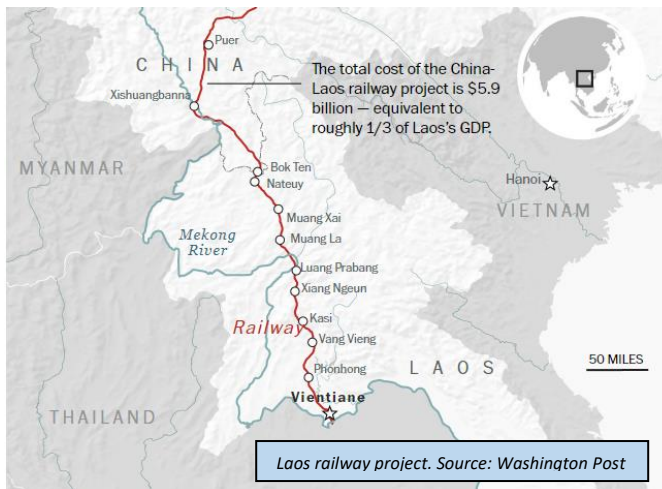 Puer
CHINA
The total cost of the China-
Laos railway project is $5.9
billion — equivalent to
roughly 1/3 of Laos's GDP.
Xishuangbanna
MYANMAR
Bok Ten
Nateuy
Hanoi
VIETNAM
Muang Xai
Mekong
River
Muang La
Luang Prabang
Xiang Ngeun
Kasi
Railway
Vang Vieng
50 MILES
LAOS
Phonhong
Vientiane
THAILAND
Laos railway project. Source: Washington Post